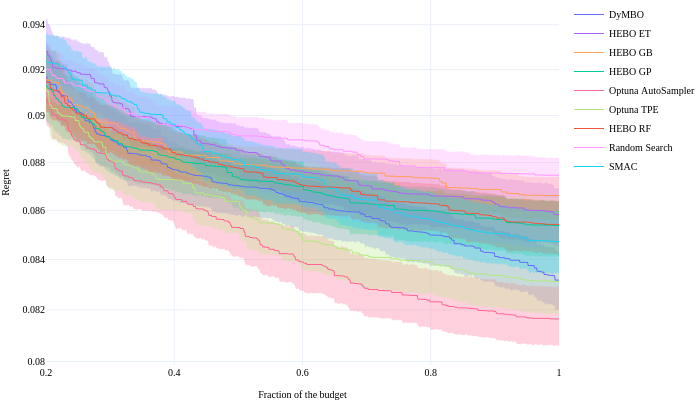 0.094
0.092
0.09
0.088
0.086
0.084
0.082
0.08
Regret
0.2
0.4
0.6
0.8
1
Fraction of the budget
DyMBO
HEBO ET
HEBO GB
HEBO GP
Optuna AutoSampler
Optuna TPE
HEBO RF
Random Search
SMAC